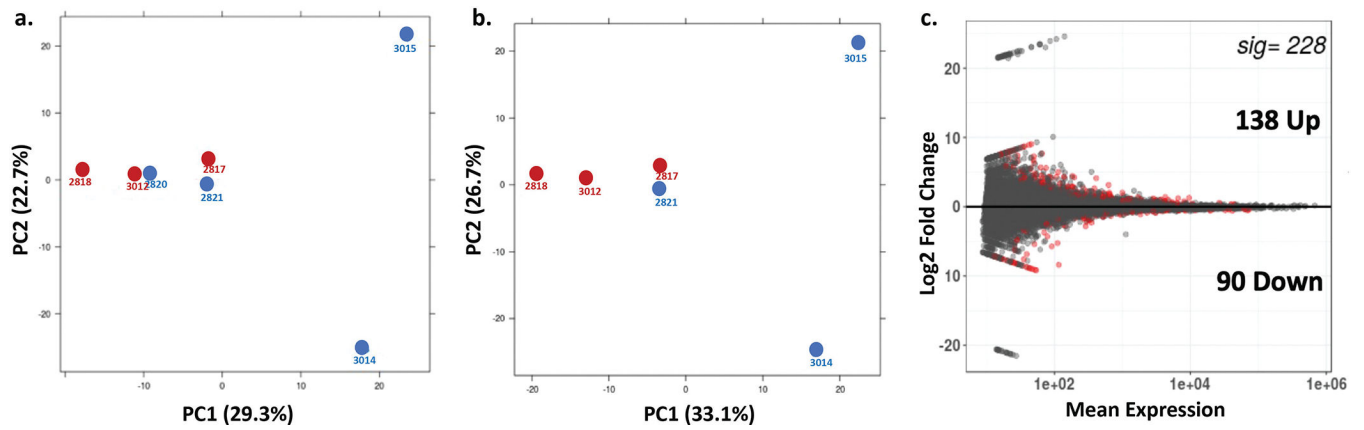 a.
PC2 (22.7%)
20
10
0
-10
-20
3015
2818
3012
2820
2817
2821
3014
-10
0
10
20
PC1 (29.3%)
b.
PC2 (26.7%)
20
10
0
-10
-20
3015
2818
3012
2817
2821
3014
-20
-10
0
10
20
PC1 (33.1%)
c.
Log2 Fold Change
20
10
0
10
-20
sig= 228
138 Up
90 Down
1e+02
1e+04
1e+06
Mean Expression